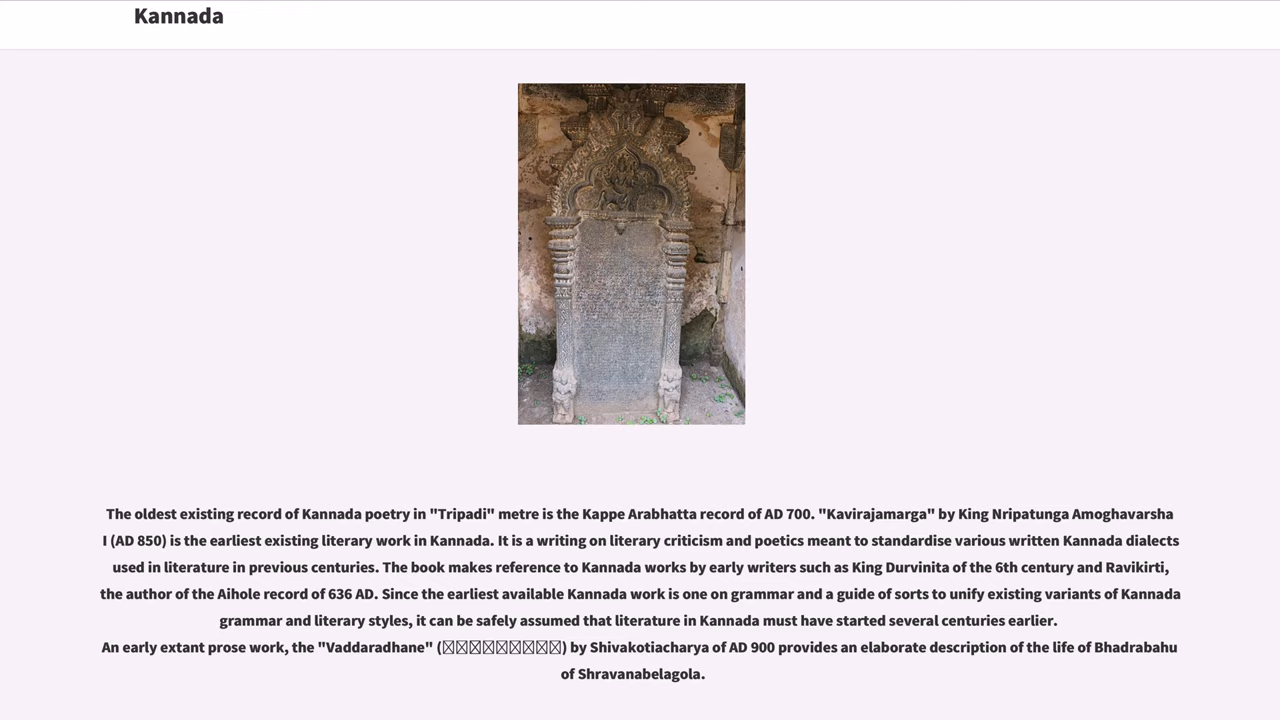 Kannada
The oldest existing record of Kannada poetry in "Tripadi" metre is the Kappe Arabhatta record of AD 700. "Kavirajamarga" by King Nripatunga Amoghavarsha
I (AD 850) is the earliest existing literary work in Kannada. It is a writing on literary criticism and poetics meant to standardise various written Kannada dialects
used in literature in previous centuries. The book makes reference to Kannada works by early writers such as King Durvinita of the 6th century and Ravikirti,
the author of the Aihole record of 636 AD. Since the earliest available Kannada work is one on grammar and a guide of sorts to unify existing variants of Kannada
grammar and literary styles, it can be safely assumed that literature in Kannada must have started several centuries earlier.
An early extant prose work, the "Vaddaradhane" () by Shivakotiacharya of AD 900 provides an elaborate description of the life of Bhadrabahu
of Shravanabelagola.